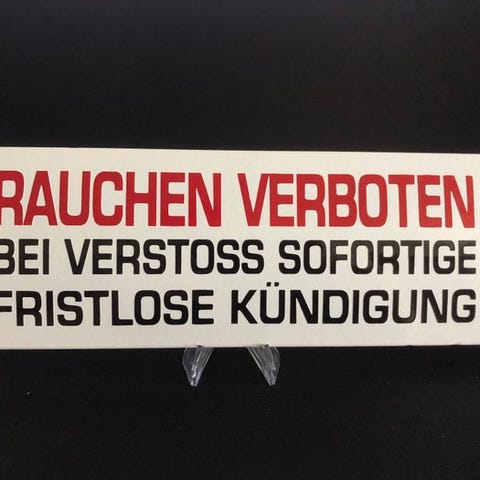 RAUCHEN VERBOTEN
BEI VERSTOSS SOFORTIGE
FRISTLOSE KÜNDIGUNG